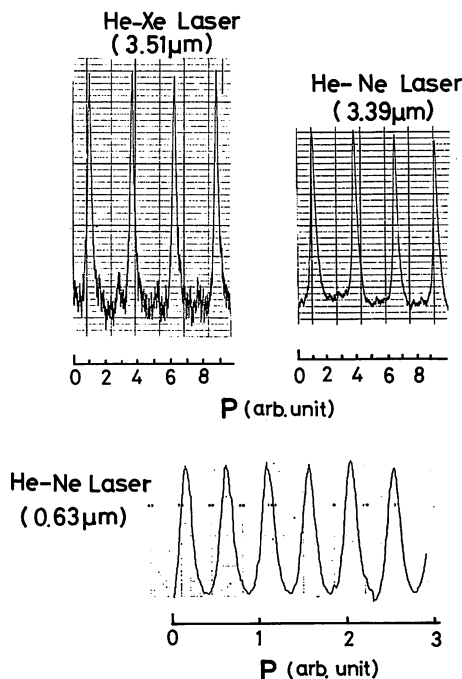 He-Xe Laser
(3.51μm)
He-Ne Laser
(3.39μm)
0 2 4 6 8
0 2 4 6 8
P (arb. unit)
He-Ne Laser
(0.63μm)
0 1 2 3
P (arb. unit)